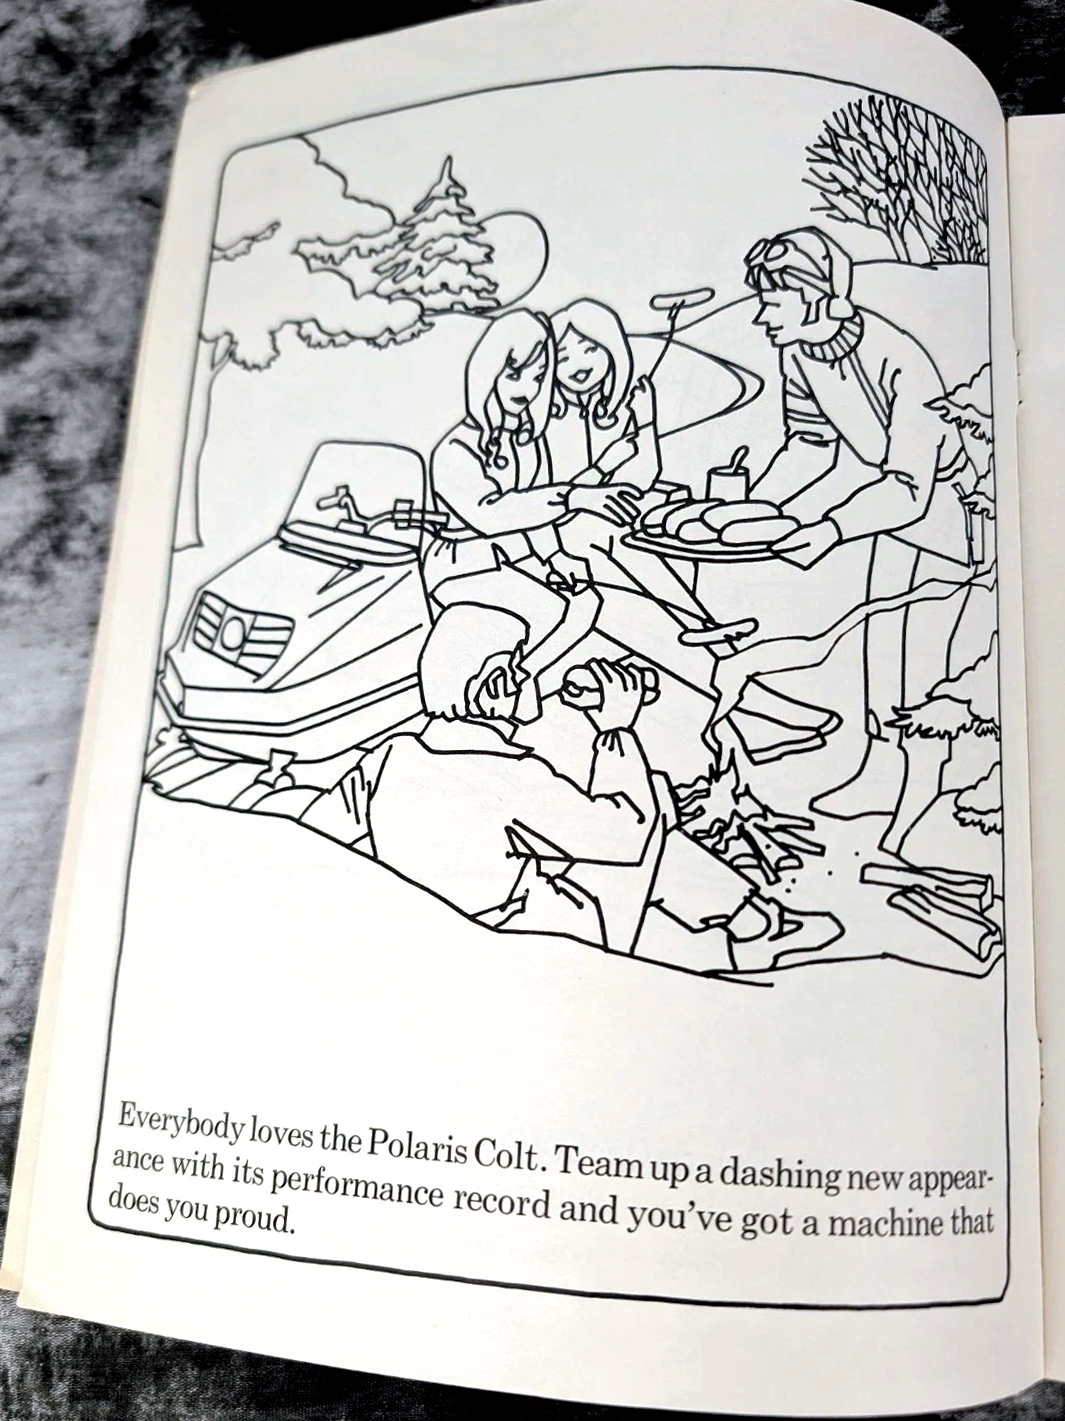 Everybody loves the Polaris Colt. Team up a dashing new appear-
ance with its performance record and you've got a machine that
does you proud.